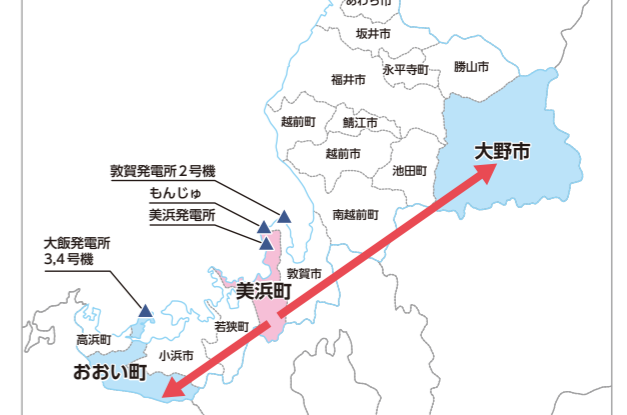 あわら市
坂井市
永平寺町
勝山市
福井市
越前町
鯖江市
大野市
越前市
池田町
敦賀発電所2号機
もんじゅ
美浜発電所
南越前町
大飯発電所
3,4号機
敦賀市
美浜町
若狭町
高浜町
小浜市
おおい町